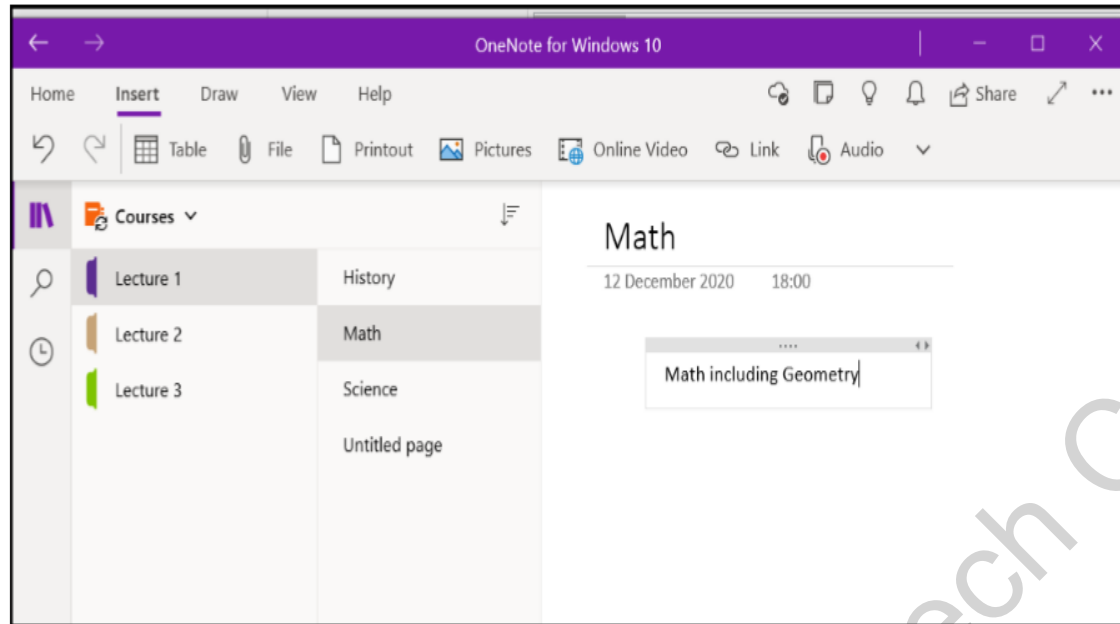 OneNote for Windows 10
Home Insert Draw View Help Share
Table File Printout Pictures Online Video Link Audio
Courses
Lecture 1
Lecture 2
Lecture 3
History
Math
Science
Untitled page
Math
12 December 2020 18:00
Math including Geometry